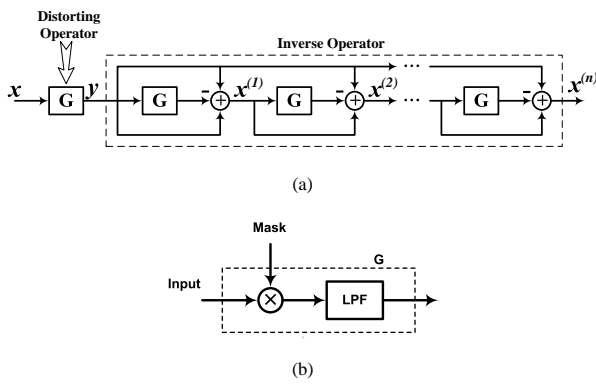 Distorting
Operator
Inverse Operator
x G y G - + x^(1) G - + x^(2) ... G - + x^(n)
...
(a)
Mask
G
Input × LPF
(b)